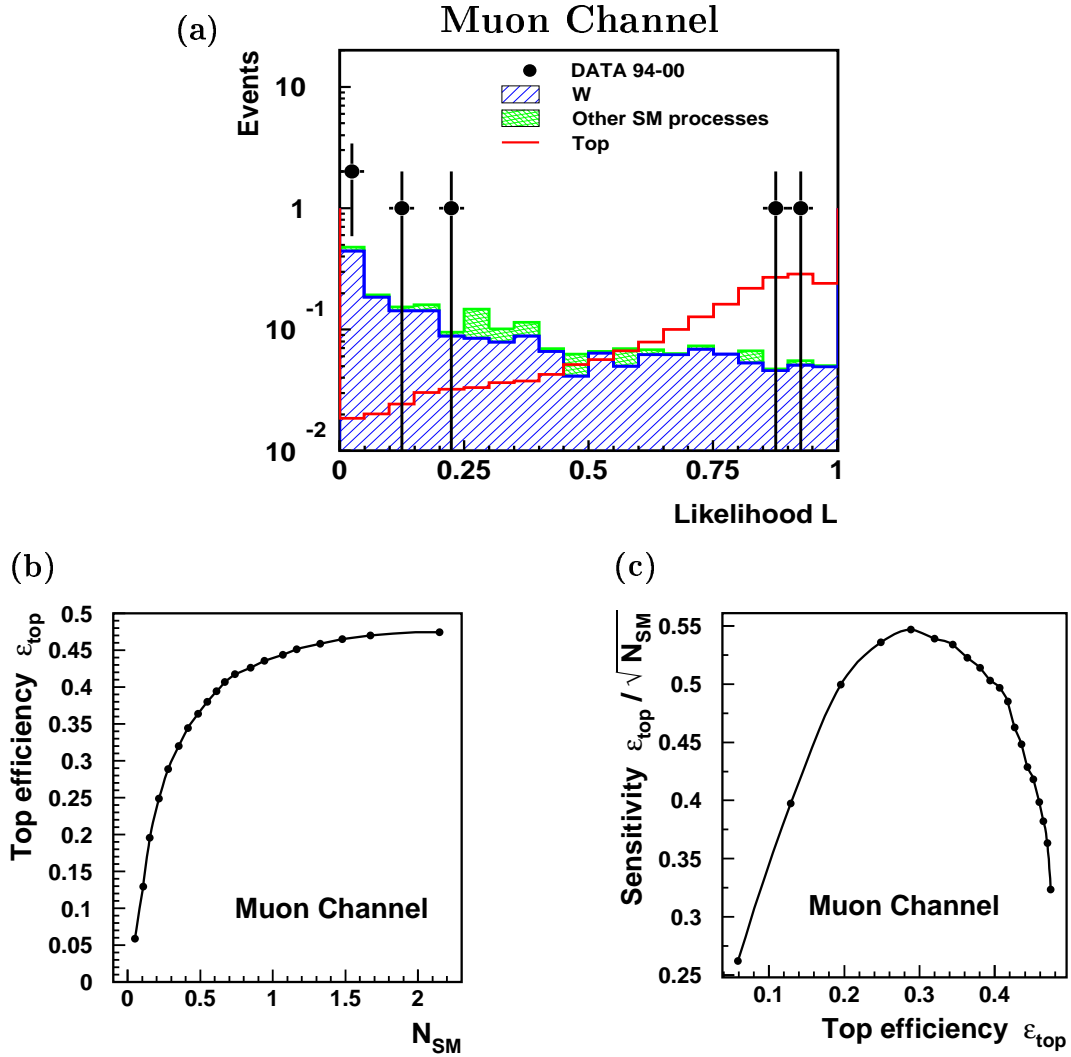 Muon Channel
(a)
Events
10
1
10 -1
10 -2
DATA 94-00
W
Other SM processes
Top
0 0.25 0.5 0.75 1
Likelihood L
(b)
Top efficiency ε_top
0.5
0.45
0.4
0.35
0.3
0.25
0.2
0.15
0.1
0.05
0
Muon Channel
0 0.5 1 1.5 2
N_SM
(c)
Sensitivity ε_top / √N_SM
0.55
0.5
0.45
0.4
0.35
0.3
0.25
Muon Channel
0.1 0.2 0.3 0.4
Top efficiency ε_top